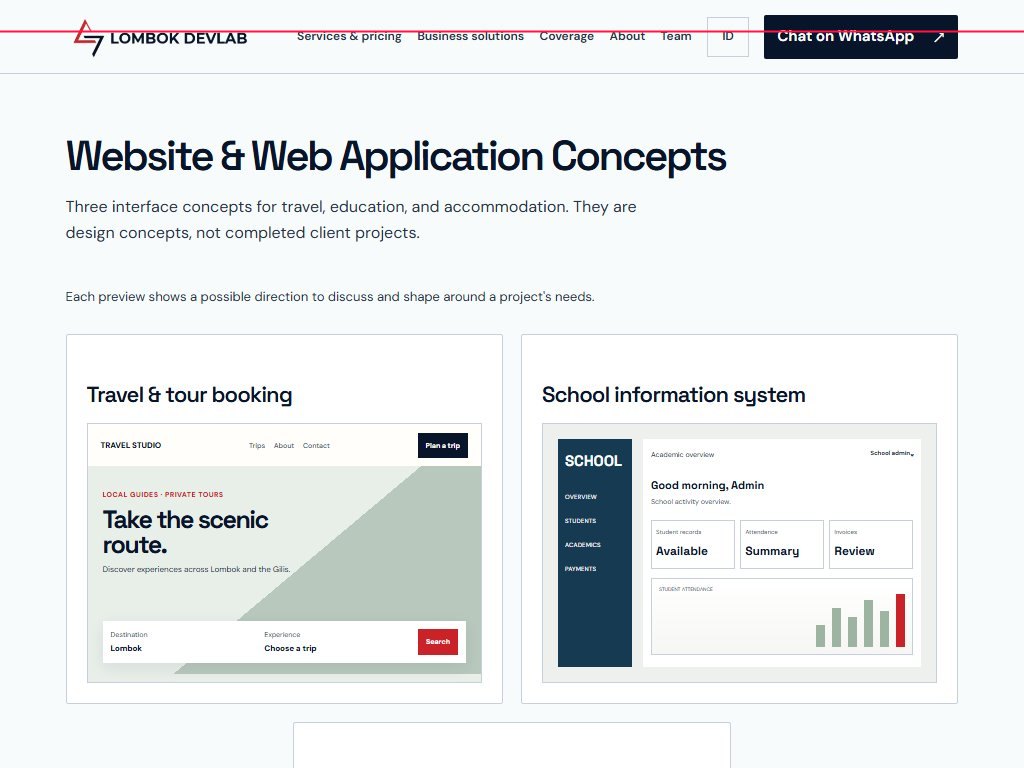 LOMBOK DEVLAB
Services & pricing Business solutions Coverage About Team ID Chat on WhatsApp ↗
Website & Web Application Concepts
Three interface concepts for travel, education, and accommodation. They are
design concepts, not completed client projects.
Each preview shows a possible direction to discuss and shape around a project's needs.
Travel & tour booking
TRAVEL STUDIO Trips About Contact Plan a trip
LOCAL GUIDES · PRIVATE TOURS
Take the scenic
route.
Discover experiences across Lombok and the Gilis.
Destination Experience
Lombok Choose a trip Search
School information system
SCHOOL
OVERVIEW
STUDENTS
ACADEMICS
PAYMENTS
Academic overview School admin
Good morning, Admin
School activity overview.
Student records Attendance Invoices
Available Summary Review
STUDENT ATTENDANCE